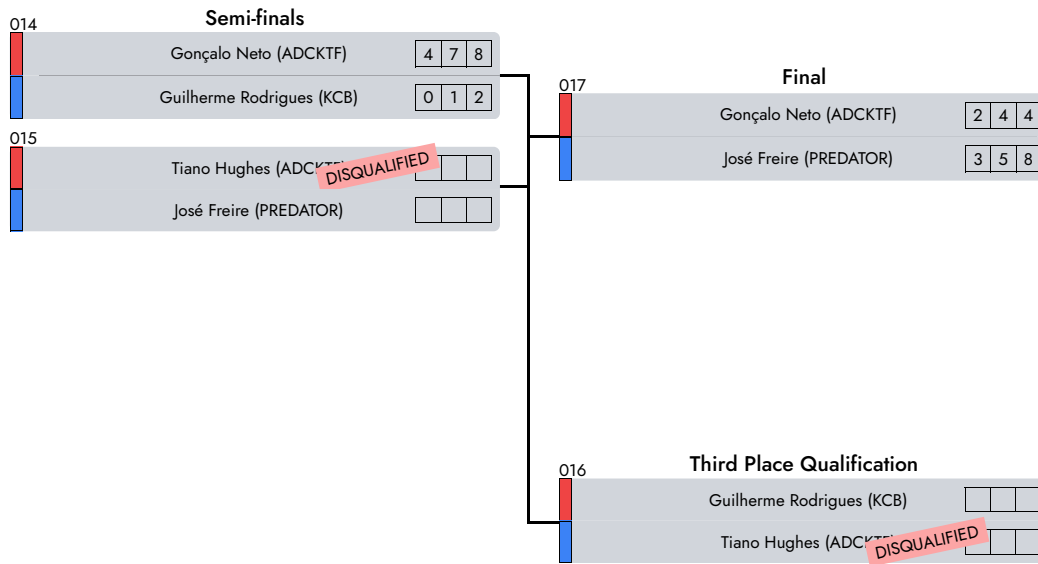 Semi-finals
014
Gonçalo Neto (ADCKTF) 4 7 8
Guilherme Rodrigues (KCB) 0 1 2
015
Tiano Hughes (ADCKTF) DISQUALIFIED
José Freire (PREDATOR)
Final
017
Gonçalo Neto (ADCKTF) 2 4 4
José Freire (PREDATOR) 3 5 8
Third Place Qualification
016
Guilherme Rodrigues (KCB)
Tiano Hughes (ADCKTF) DISQUALIFIED